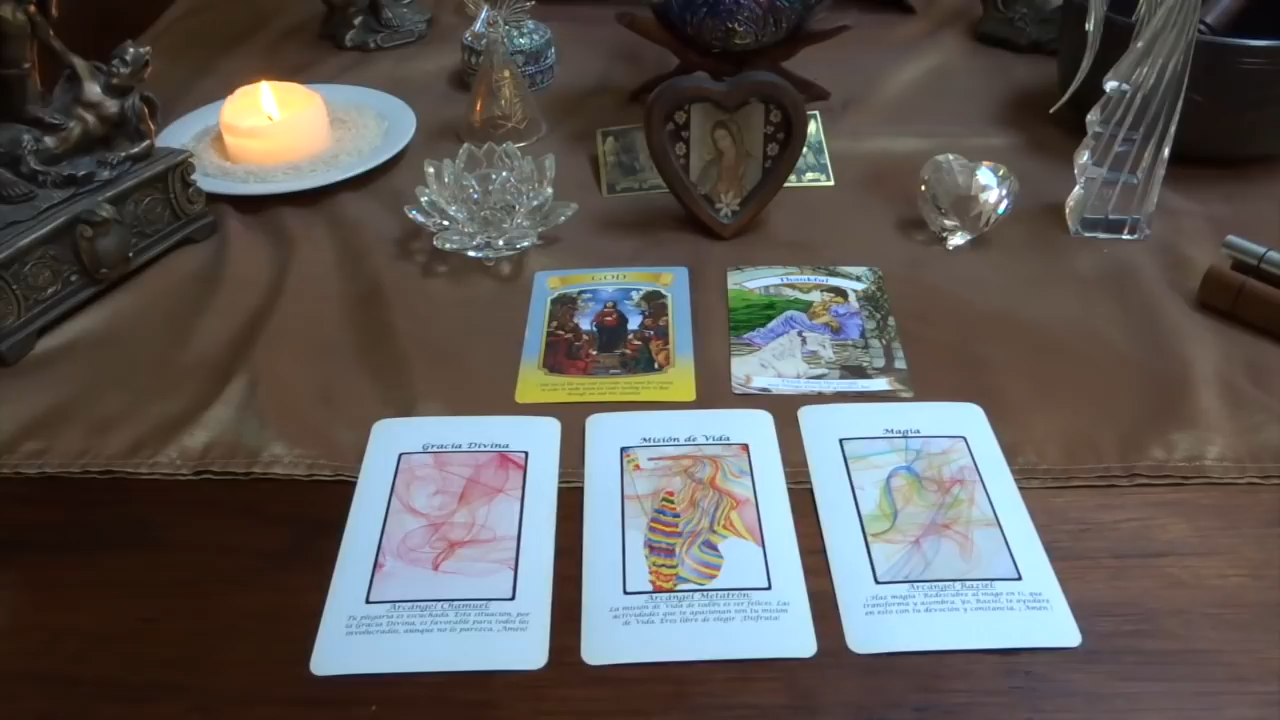 GOD
Thankful
Gracia Divina
Arcángel Chamuel:
Tu plegaria es escuchada. Esta situación, por
la Gracia Divina, es favorable para todos los
involucrados, aunque no lo parezca. ¡Amén!
Misión de Vida
Arcángel Metatrón:
La misión de Vida de todos es ser felices. Las
actividades que te apasionan son tu misión
de Vida. Eres libre de elegir ¡Disfruta!
Magia
Arcángel Raziel:
¡Haz magia! Redescubre al mago en ti, que
transforma y asombra. Yo, Raziel, te ayudaré
en esto con tu devoción y constancia. ¡Amén!